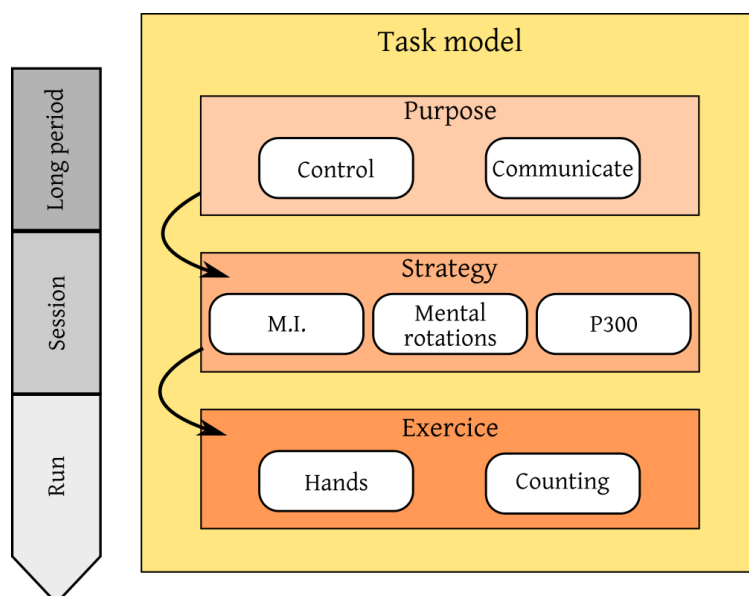 Task model
Long period
Purpose
Control
Communicate
Session
Strategy
M.I.
Mental
rotations
P300
Run
Exercice
Hands
Counting